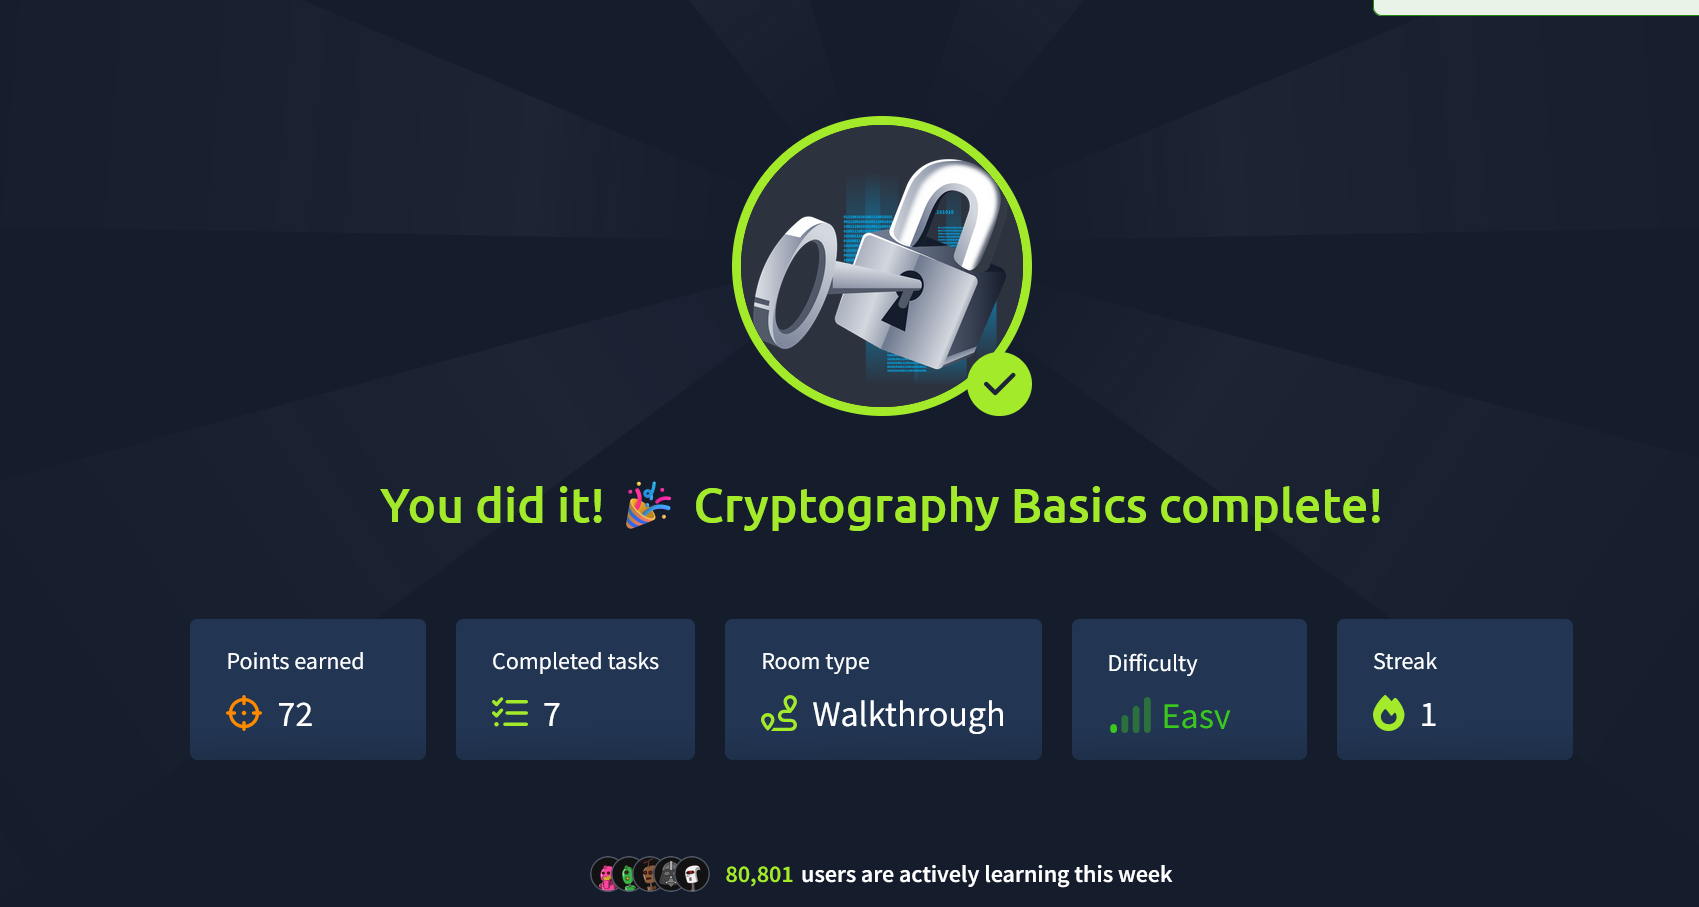 You did it! 🎉 Cryptography Basics complete!
Points earned
72
Completed tasks
7
Room type
Walkthrough
Difficulty
Easy
Streak
1
80,801 users are actively learning this week